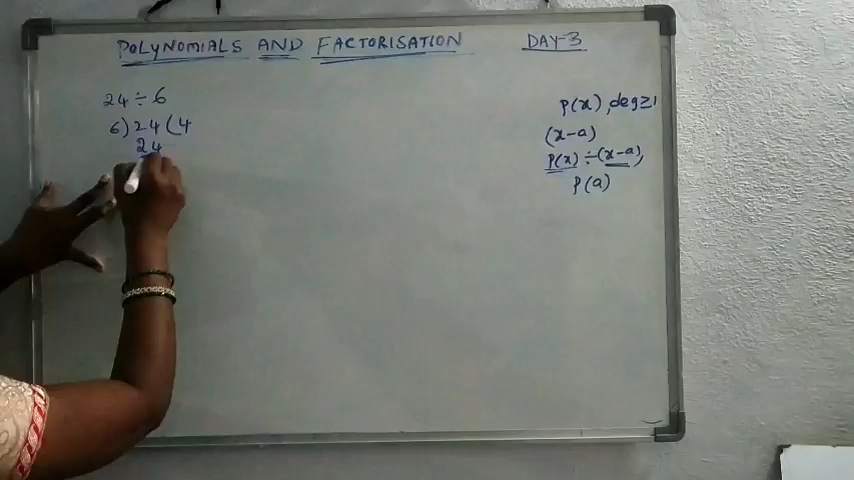 POLYNOMIALS AND FACTORISATION DAY-3
24 ÷ 6
6) 24 (4
24
p(x), deg ≥ 1
(x-a)
p(x) ÷ (x-a),
p(a)